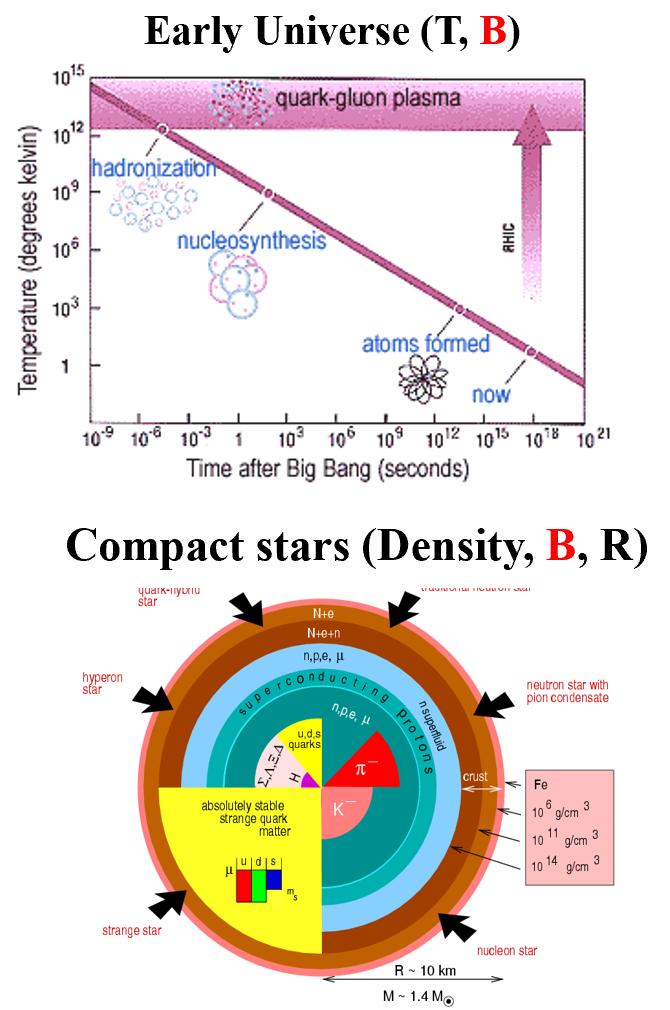 Early Universe (T, B)
10^15
10^12
10^9
10^6
10^3
1
Temperature (degrees kelvin)
quark-gluon plasma
hadronization
nucleosynthesis
RHIC
atoms formed
now
10^-9 10^-6 10^-3 1 10^3 10^6 10^9 10^12 10^15 10^18 10^21
Time after Big Bang (seconds)
Compact stars (Density, B, R)
quark-hybrid
star
traditional neutron star
N+e
N+e+n
n,p,e, μ
superconducting protons
n superfluid
n,p,e, μ
hyperon
star
neutron star with
pion condensate
u,d,s
quarks
Σ,Λ,Ξ,Δ
H
π⁻
K⁻
crust
Fe
10^6 g/cm^3
10^11 g/cm^3
10^14 g/cm^3
absolutely stable
strange quark
matter
u d s
μ
m_s
strange star
nucleon star
R ~ 10 km
M ~ 1.4 M☉